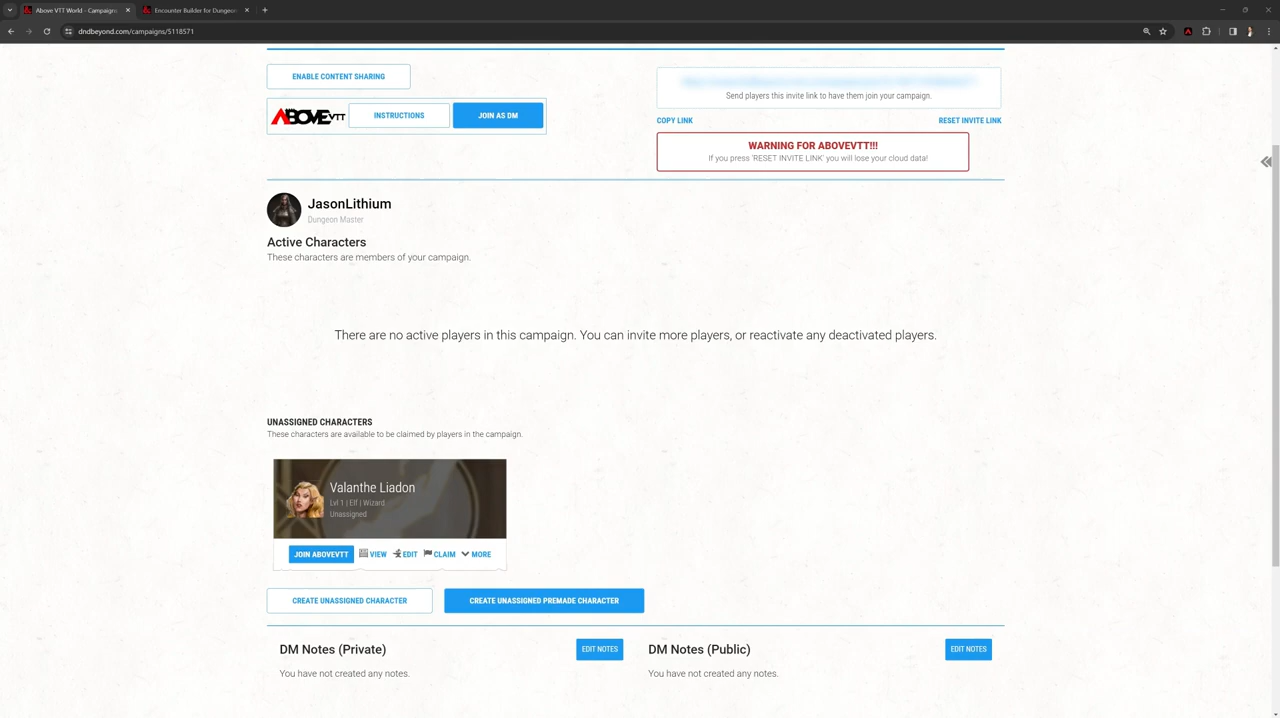 Above VTT World - Campaigns
Encounter Builder for Dungeon
dndbeyond.com/campaigns/5118571
ENABLE CONTENT SHARING
Send players this invite link to have them join your campaign.
ABOVEVTT INSTRUCTIONS JOIN AS DM
COPY LINK RESET INVITE LINK
WARNING FOR ABOVEVTT!!!
If you press 'RESET INVITE LINK' you will lose your cloud data!
JasonLithium
Dungeon Master
Active Characters
These characters are members of your campaign.
There are no active players in this campaign. You can invite more players, or reactivate any deactivated players.
UNASSIGNED CHARACTERS
These characters are available to be claimed by players in the campaign.
Valanthe Liadon
Lvl 1 | Elf | Wizard
Unassigned
JOIN ABOVEVTT VIEW EDIT CLAIM MORE
CREATE UNASSIGNED CHARACTER CREATE UNASSIGNED PREMADE CHARACTER
DM Notes (Private) EDIT NOTES DM Notes (Public) EDIT NOTES
You have not created any notes. You have not created any notes.